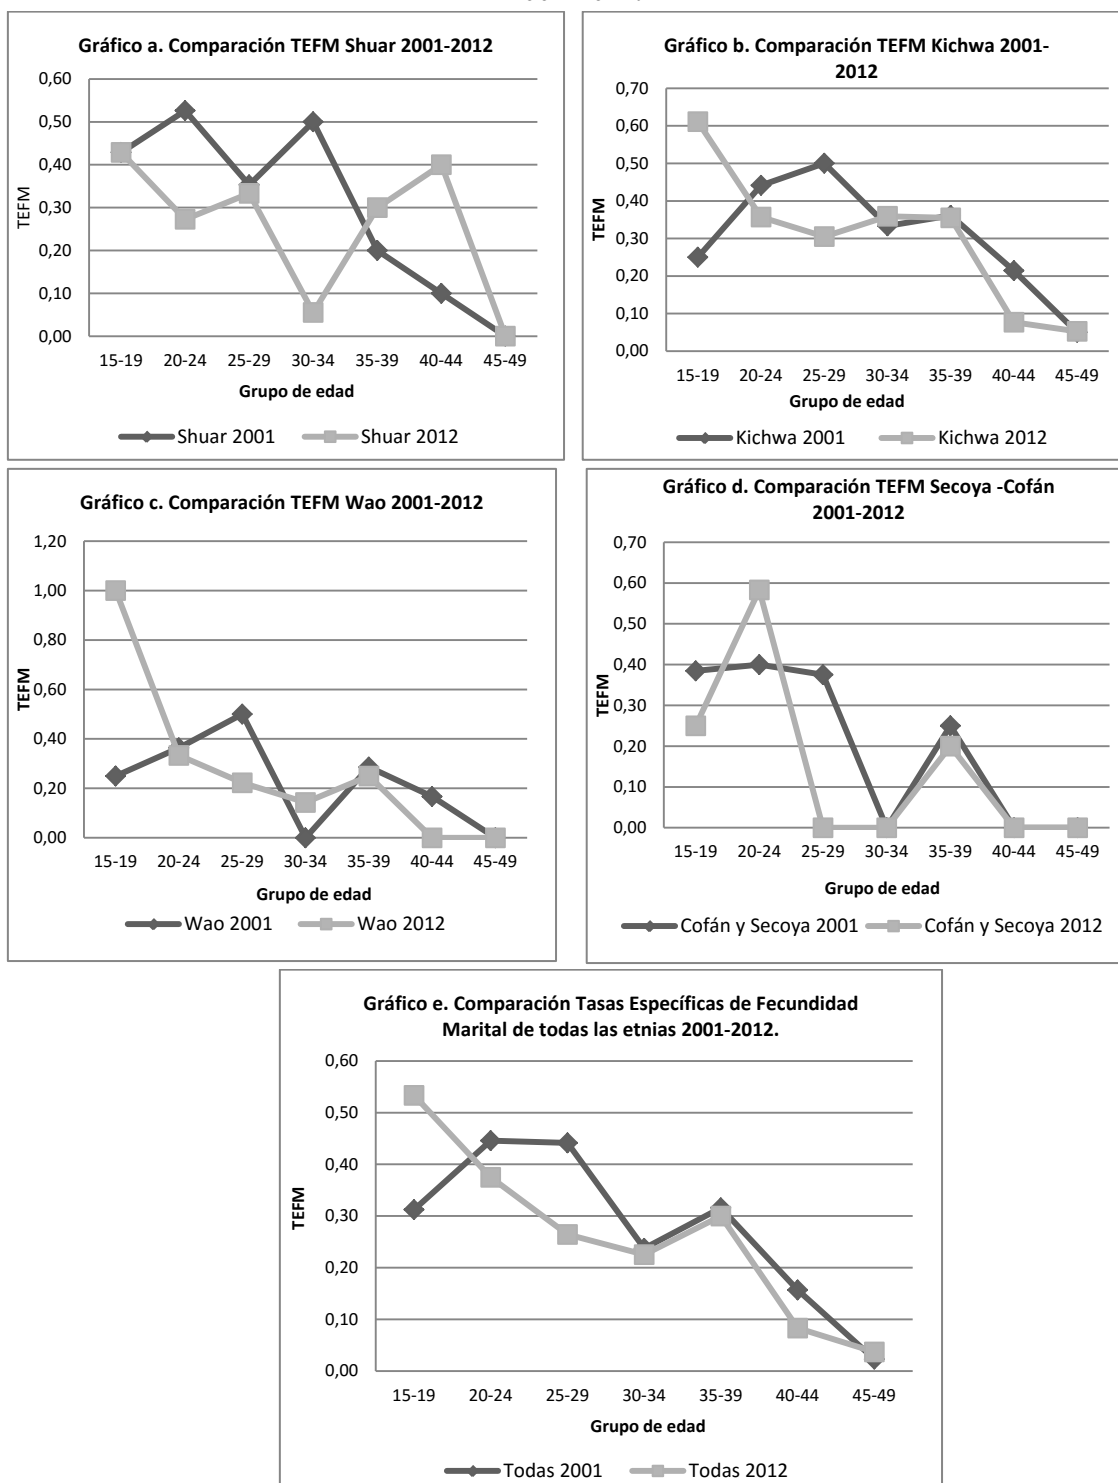 Gráfico a. Comparación TEFM Shuar 2001-2012
0,60
0,50
0,40
0,30
0,20
0,10
0,00
TEFM
15-19 20-24 25-29 30-34 35-39 40-44 45-49
Grupo de edad
Shuar 2001 Shuar 2012
Gráfico b. Comparación TEFM Kichwa 2001-
2012
0,70
0,60
0,50
0,40
0,30
0,20
0,10
0,00
TEFM
15-19 20-24 25-29 30-34 35-39 40-44 45-49
Grupo de edad
Kichwa 2001 Kichwa 2012
Gráfico c. Comparación TEFM Wao 2001-2012
1,20
1,00
0,80
0,60
0,40
0,20
0,00
TEFM
15-19 20-24 25-29 30-34 35-39 40-44 45-49
Grupo de edad
Wao 2001 Wao 2012
Gráfico d. Comparación TEFM Secoya -Cofán
2001-2012
0,70
0,60
0,50
0,40
0,30
0,20
0,10
0,00
TEFM
15-19 20-24 25-29 30-34 35-39 40-44 45-49
Grupo de edad
Cofán y Secoya 2001 Cofán y Secoya 2012
Gráfico e. Comparación Tasas Específicas de Fecundidad
Marital de todas las etnias 2001-2012.
0,60
0,50
0,40
0,30
0,20
0,10
0,00
TEFM
15-19 20-24 25-29 30-34 35-39 40-44 45-49
Grupo de edad
Todas 2001 Todas 2012